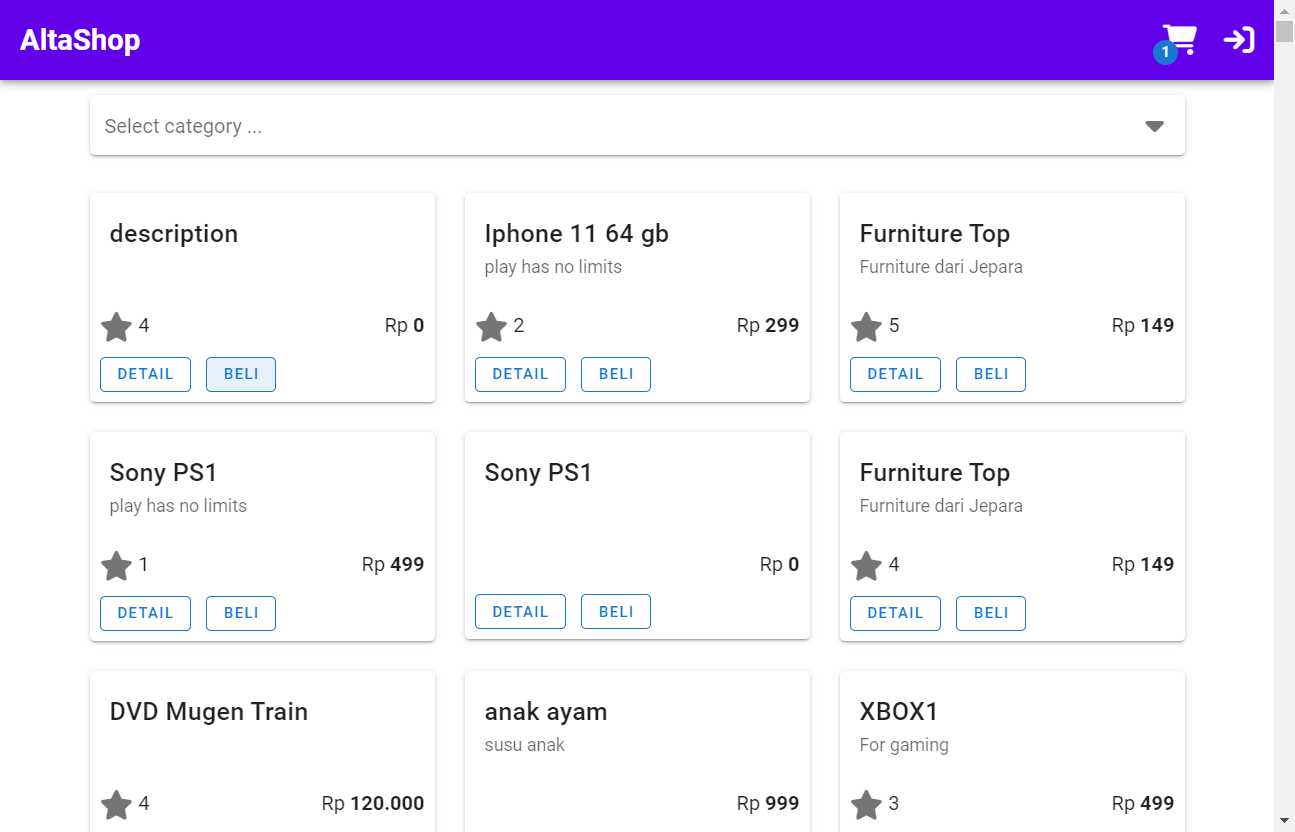 AltaShop
1
Select category ...
description
4
Rp 0
DETAIL BELI
Iphone 11 64 gb
play has no limits
2
Rp 299
DETAIL BELI
Furniture Top
Furniture dari Jepara
5
Rp 149
DETAIL BELI
Sony PS1
play has no limits
1
Rp 499
DETAIL BELI
Sony PS1
Rp 0
DETAIL BELI
Furniture Top
Furniture dari Jepara
4
Rp 149
DETAIL BELI
DVD Mugen Train
4
Rp 120.000
anak ayam
susu anak
Rp 999
XBOX1
For gaming
3
Rp 499